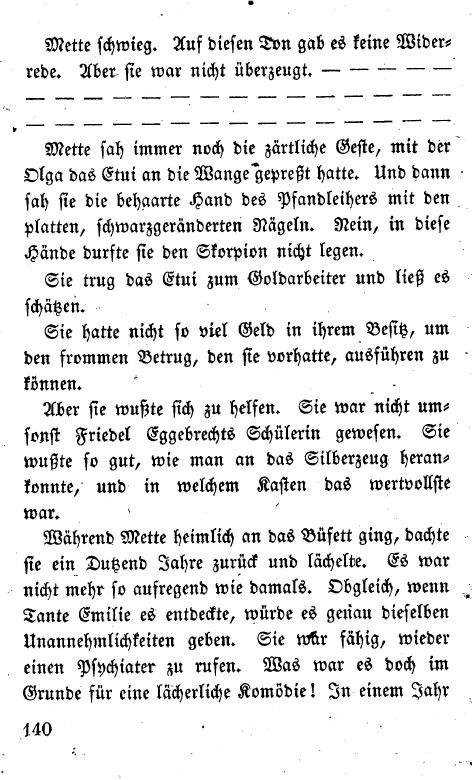 Mette schwieg. Auf diesen Ton gab es keine Wider-
rede. Aber sie war nicht überzeugt. — — — — — —
— — — — — — — — — — — — — — — — —
— — — — — — — — — — — — — — — — —
Mette sah immer noch die zärtliche Geste, mit der
Olga das Etui an die Wange gepreßt hatte. Und dann
sah sie die behaarte Hand des Pfandleihers mit den
platten, schwarzgeränderten Nägeln. Nein, in diese
Hände durfte sie den Skorpion nicht legen.
Sie trug das Etui zum Goldarbeiter und ließ es
schätzen.
Sie hatte nicht so viel Geld in ihrem Besitz, um
den frommen Betrug, den sie vorhatte, ausführen zu
können.
Aber sie wußte sich zu helfen. Sie war nicht um-
sonst Friedel Eggebrechts Schülerin gewesen. Sie
wußte so gut, wie man an das Silberzeug heran-
konnte, und in welchem Kasten das wertvollste
war.
Während Mette heimlich an das Büfett ging, dachte
sie ein Dutzend Jahre zurück und lächelte. Es war
nicht mehr so aufregend wie damals. Obgleich, wenn
Tante Emilie es entdeckte, würde es genau dieselben
Unannehmlichkeiten geben. Sie war fähig, wieder
einen Psychiater zu rufen. Was war es doch im
Grunde für eine lächerliche Komödie! In einem Jahr
140